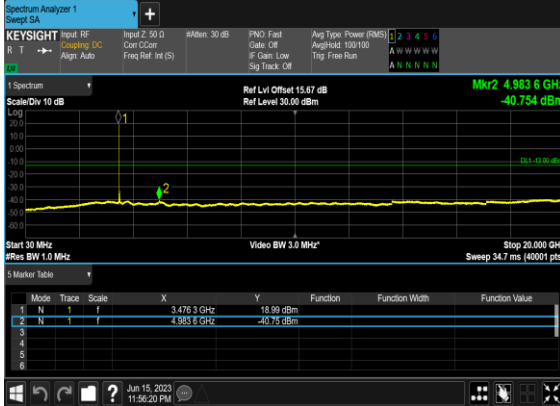 Spectrum Analyzer 1
Swept SA
+
KEYSIGHT Input: RF Input Z: 50 Ω #Atten: 30 dB PNO: Fast Avg Type: Power (RMS) 1 2 3 4 5 6
R T Coupling: DC Corr CCorr Gate: Off Avg|Hold: 100/100 A W W W W W
Align: Auto Freq Ref: Int (S) IF Gain: Low Trig: Free Run
Sig Track: Off A N N N N N
LXI
1 Spectrum
Ref Lvl Offset 15.67 dB Mkr2 4.983 6 GHz
Scale/Div 10 dB Ref Level 30.00 dBm -40.754 dBm
Log
20.0
10.0
0.00
-10.0
DL1 -13.00 dBm
-20.0
-30.0
-40.0
-50.0
-60.0
1
2
Start 30 MHz Video BW 3.0 MHz* Stop 20.000 GHz
#Res BW 1.0 MHz Sweep 34.7 ms (40001 pts)
5 Marker Table
Mode Trace Scale X Y Function Function Width Function Value
1 N 1 f 3.476 3 GHz 18.99 dBm
2 N 1 f 4.983 6 GHz -40.75 dBm
3
4
5
6
? Jun 15, 2023
11:56:20 PM